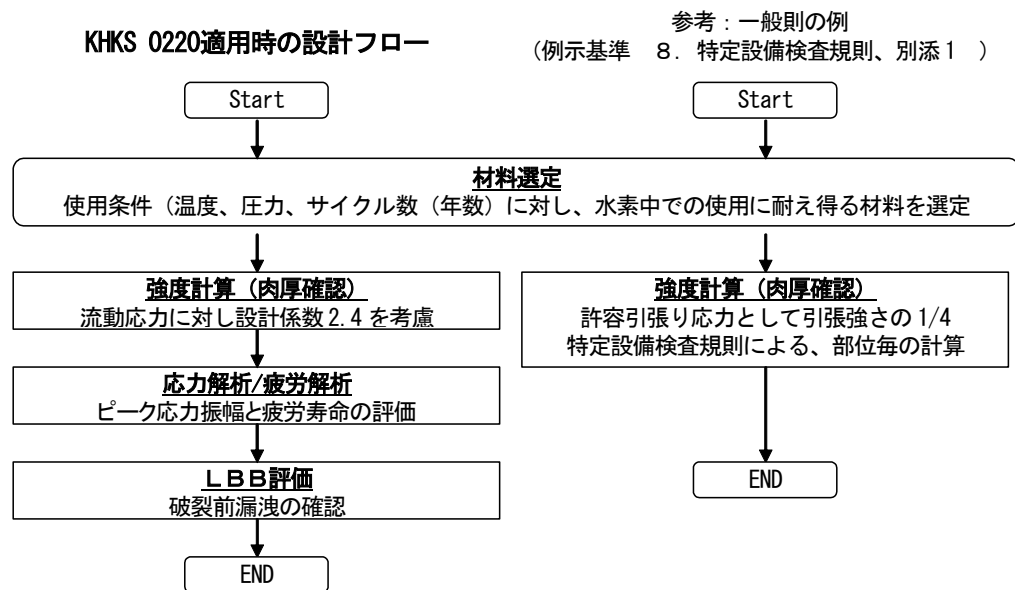 KHKS 0220適用時の設計フロー
参考：一般則の例
（例示基準　８．特定設備検査規則、別添1　）
Start
Start
材料選定
使用条件（温度、圧力、サイクル数（年数）に対し、水素中での使用に耐え得る材料を選定
強度計算（肉厚確認）
流動応力に対し設計係数2.4を考慮
強度計算（肉厚確認）
許容引張り応力として引張強さの1/4
特定設備検査規則による、部位毎の計算
応力解析/疲労解析
ピーク応力振幅と疲労寿命の評価
ＬＢＢ評価
破裂前漏洩の確認
END
END